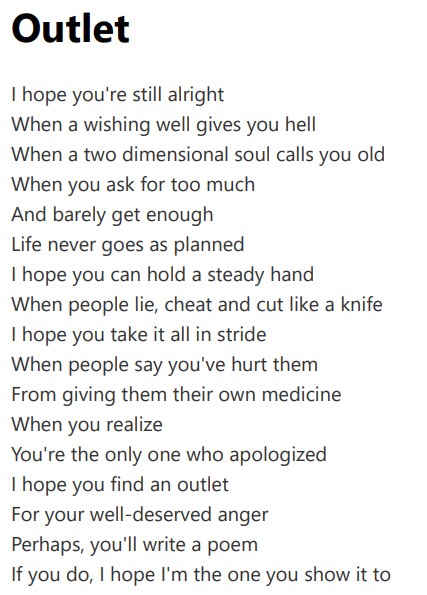 Outlet
I hope you're still alright
When a wishing well gives you hell
When a two dimensional soul calls you old
When you ask for too much
And barely get enough
Life never goes as planned
I hope you can hold a steady hand
When people lie, cheat and cut like a knife
I hope you take it all in stride
When people say you've hurt them
From giving them their own medicine
When you realize
You're the only one who apologized
I hope you find an outlet
For your well-deserved anger
Perhaps, you'll write a poem
If you do, I hope I'm the one you show it to